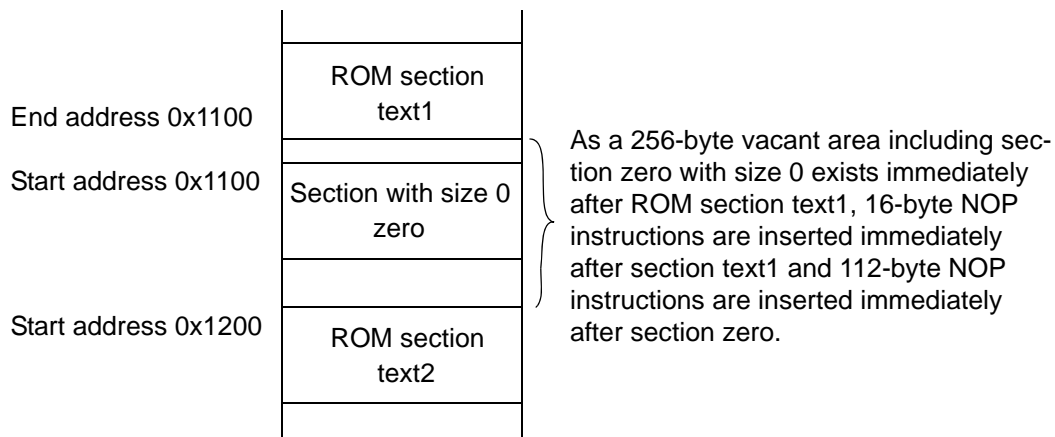 ROM section
text1
End address 0x1100
Start address 0x1100
Section with size 0
zero
Start address 0x1200
ROM section
text2
As a 256-byte vacant area including sec-
tion zero with size 0 exists immediately
after ROM section text1, 16-byte NOP
instructions are inserted immediately
after section text1 and 112-byte NOP
instructions are inserted immediately
after section zero.